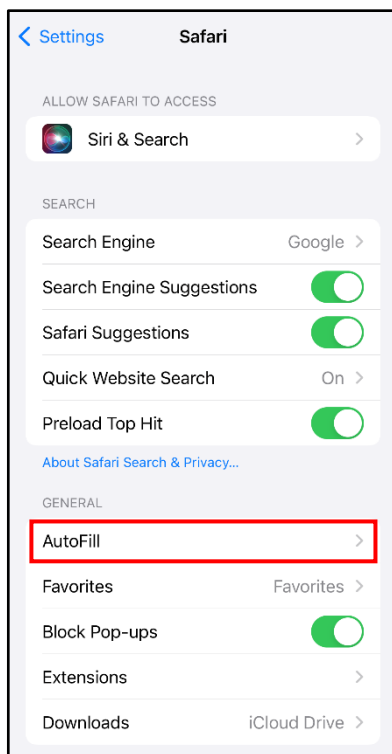 Settings Safari
ALLOW SAFARI TO ACCESS
Siri & Search
SEARCH
Search Engine Google
Search Engine Suggestions
Safari Suggestions
Quick Website Search On
Preload Top Hit
About Safari Search & Privacy...
GENERAL
AutoFill
Favorites Favorites
Block Pop-ups
Extensions
Downloads iCloud Drive